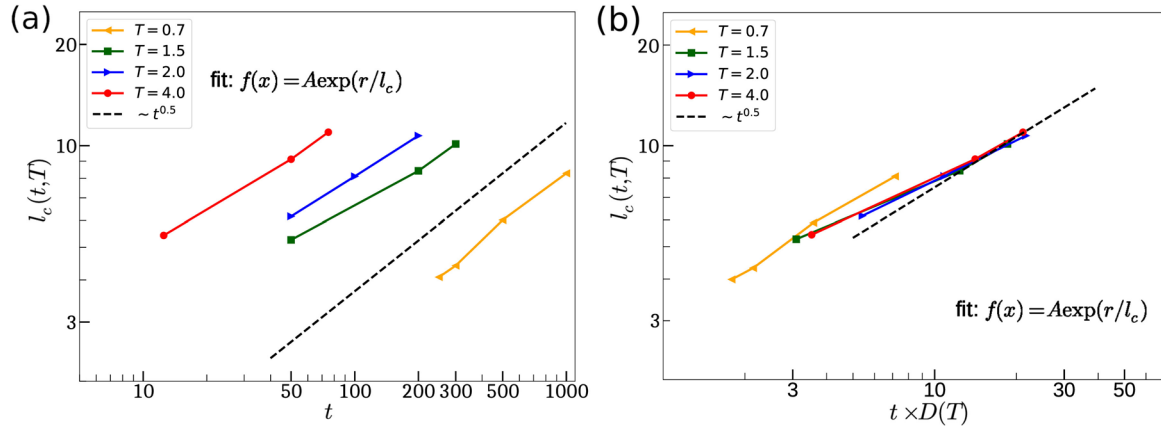 (a)
T = 0.7
T = 1.5
T = 2.0
T = 4.0
~t^0.5
fit: f(x) = Aexp(r/l_c)
20
10
3
l_c(t,T)
10
50
100
200
300
500
1000
t
(b)
T = 0.7
T = 1.5
T = 2.0
T = 4.0
~t^0.5
fit: f(x) = Aexp(r/l_c)
20
10
3
l_c(t,T)
3
10
30
50
t × D(T)